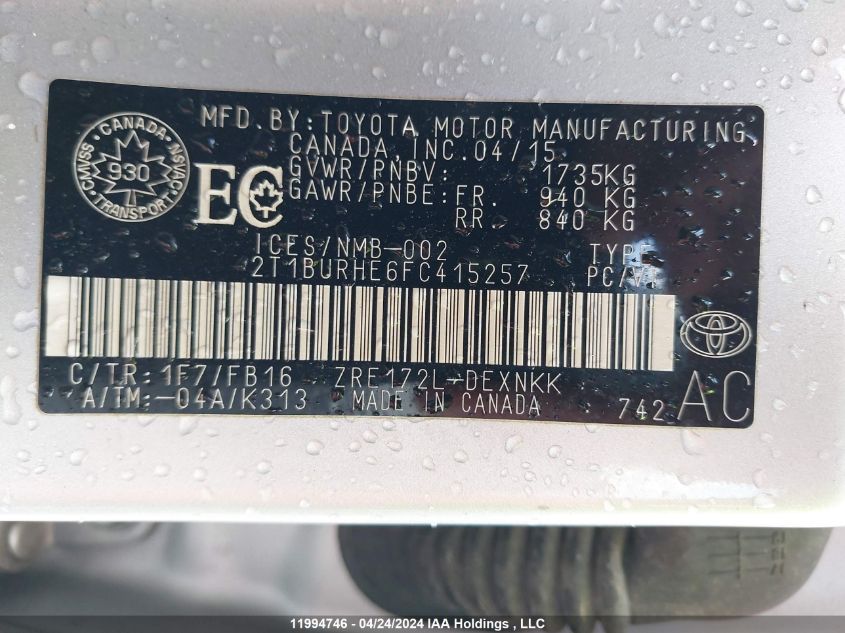 MFD.BY:TOYOTA MOTOR MANUFACTURING,
CANADA, INC.04/15
GVWR/PNBV: 1735KG
GAWR/PNBE:FR. 940 KG
RR. 840 KG
CANADA
CMVSS 930 NSVAC
TRANSPORT
EC
ICES/NMB-002 TYPE
2T1BURHE6FC415257 PC/V
C/TR:1F7/FB16 ZRE172L-DEXNKK
A/TM:-04A/K313 MADE IN CANADA 742 AC
11994746 - 04/24/2024 IAA Holdings, LLC